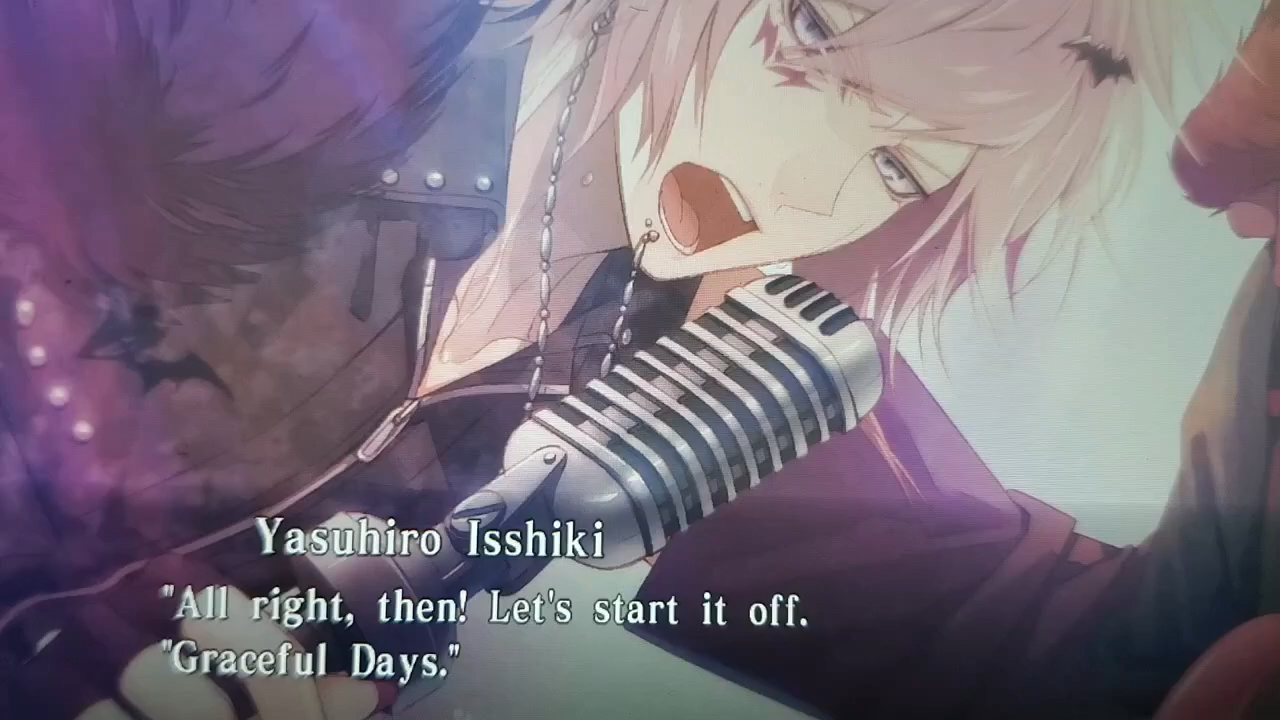 Yasuhiro Isshiki
"All right, then! Let's start it off.
"Graceful Days."